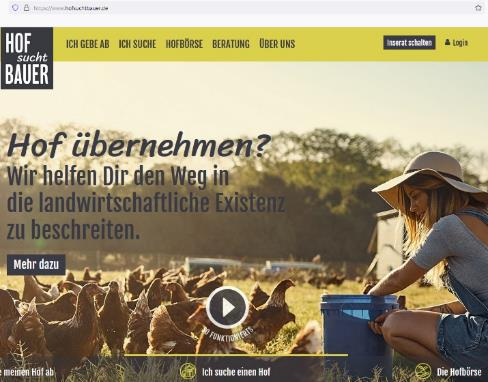 https://www.hofsuchtbauer.de
HOF
sucht
BAUER
ICH GEBE AB
ICH SUCHE
HOFBÖRSE
BERATUNG
ÜBER UNS
Inserat schalten
Login
Hof übernehmen?
Wir helfen Dir den Weg in
die landwirtschaftliche Existenz
zu beschreiten.
Mehr dazu
FUNKTIONIERTS
meinen Hof ab
Ich suche einen Hof
Die Hofbörse